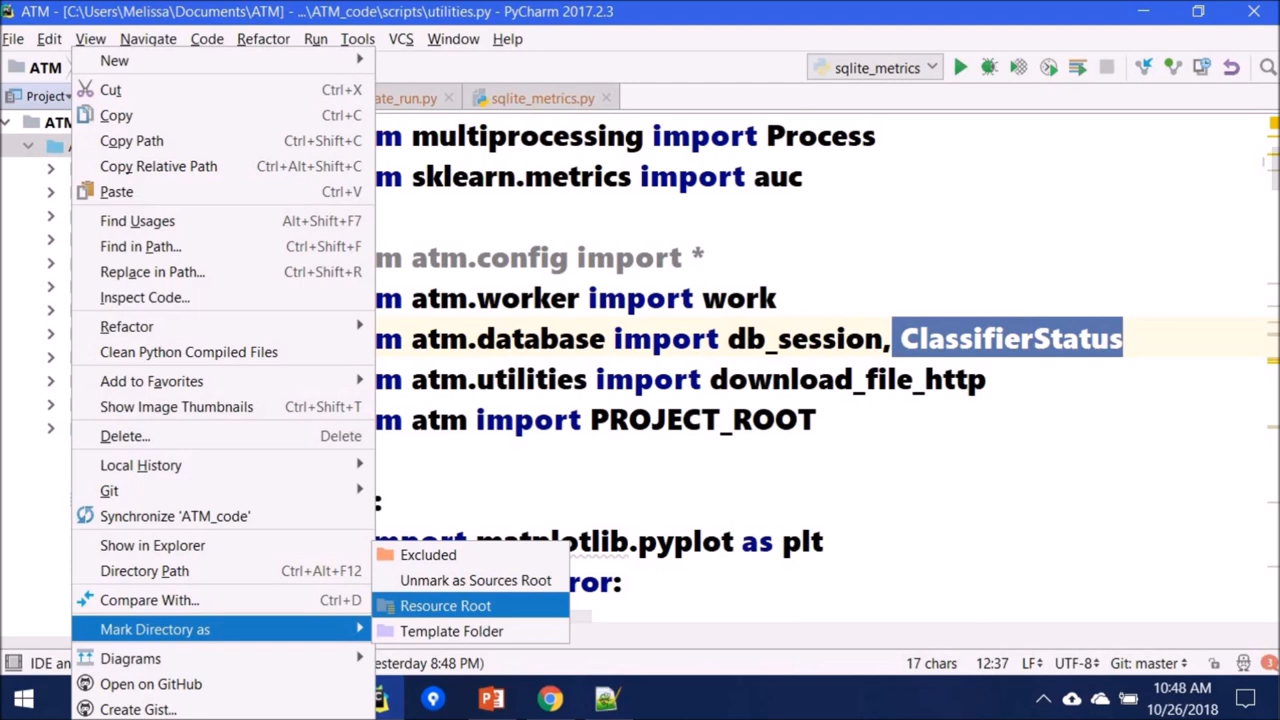 ATM - [C:\Users\Melissa\Documents\ATM] - ...\ATM_code\scripts\utilities.py - PyCharm 2017.2.3
File Edit View Navigate Code Refactor Run Tools VCS Window Help
ATM
sqlite_metrics
Project
ate_run.py
sqlite_metrics.py
ATM
New
Cut Ctrl+X
Copy Ctrl+C
Copy Path Ctrl+Shift+C
Copy Relative Path Ctrl+Alt+Shift+C
Paste Ctrl+V
Find Usages Alt+Shift+F7
Find in Path... Ctrl+Shift+F
Replace in Path... Ctrl+Shift+R
Inspect Code...
Refactor
Clean Python Compiled Files
Add to Favorites
Show Image Thumbnails Ctrl+Shift+T
Delete... Delete
Local History
Git
Synchronize 'ATM_code'
Show in Explorer
Directory Path Ctrl+Alt+F12
Compare With... Ctrl+D
Mark Directory as
Diagrams
Open on GitHub
Create Gist...
Excluded
Unmark as Sources Root
Resource Root
Template Folder
m multiprocessing import Process
m sklearn.metrics import auc
m atm.config import *
m atm.worker import work
m atm.database import db_session, ClassifierStatus
m atm.utilities import download_file_http
m atm import PROJECT_ROOT
:
import matplotlib.pyplot as plt
ror:
IDE an
esterday 8:48 PM)
17 chars 12:37 LF UTF-8 Git: master
3
10:48 AM
10/26/2018